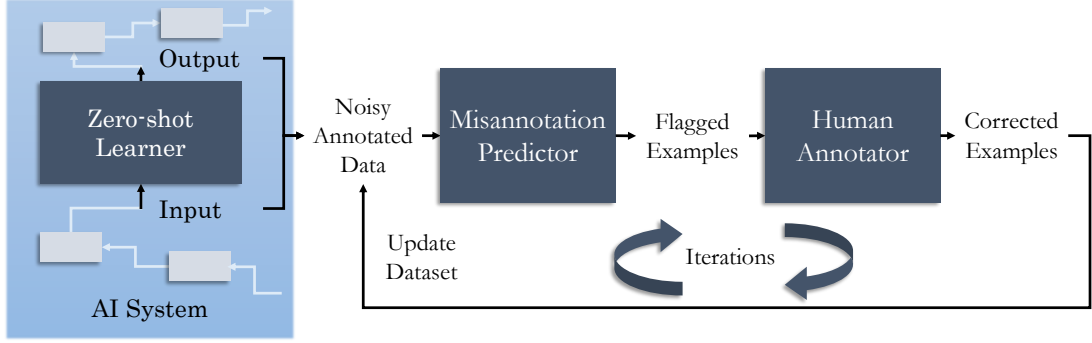 Output
Zero-shot
Learner
Input
AI System
Noisy
Annotated
Data
Misannotation
Predictor
Flagged
Examples
Human
Annotator
Corrected
Examples
Update
Dataset
Iterations